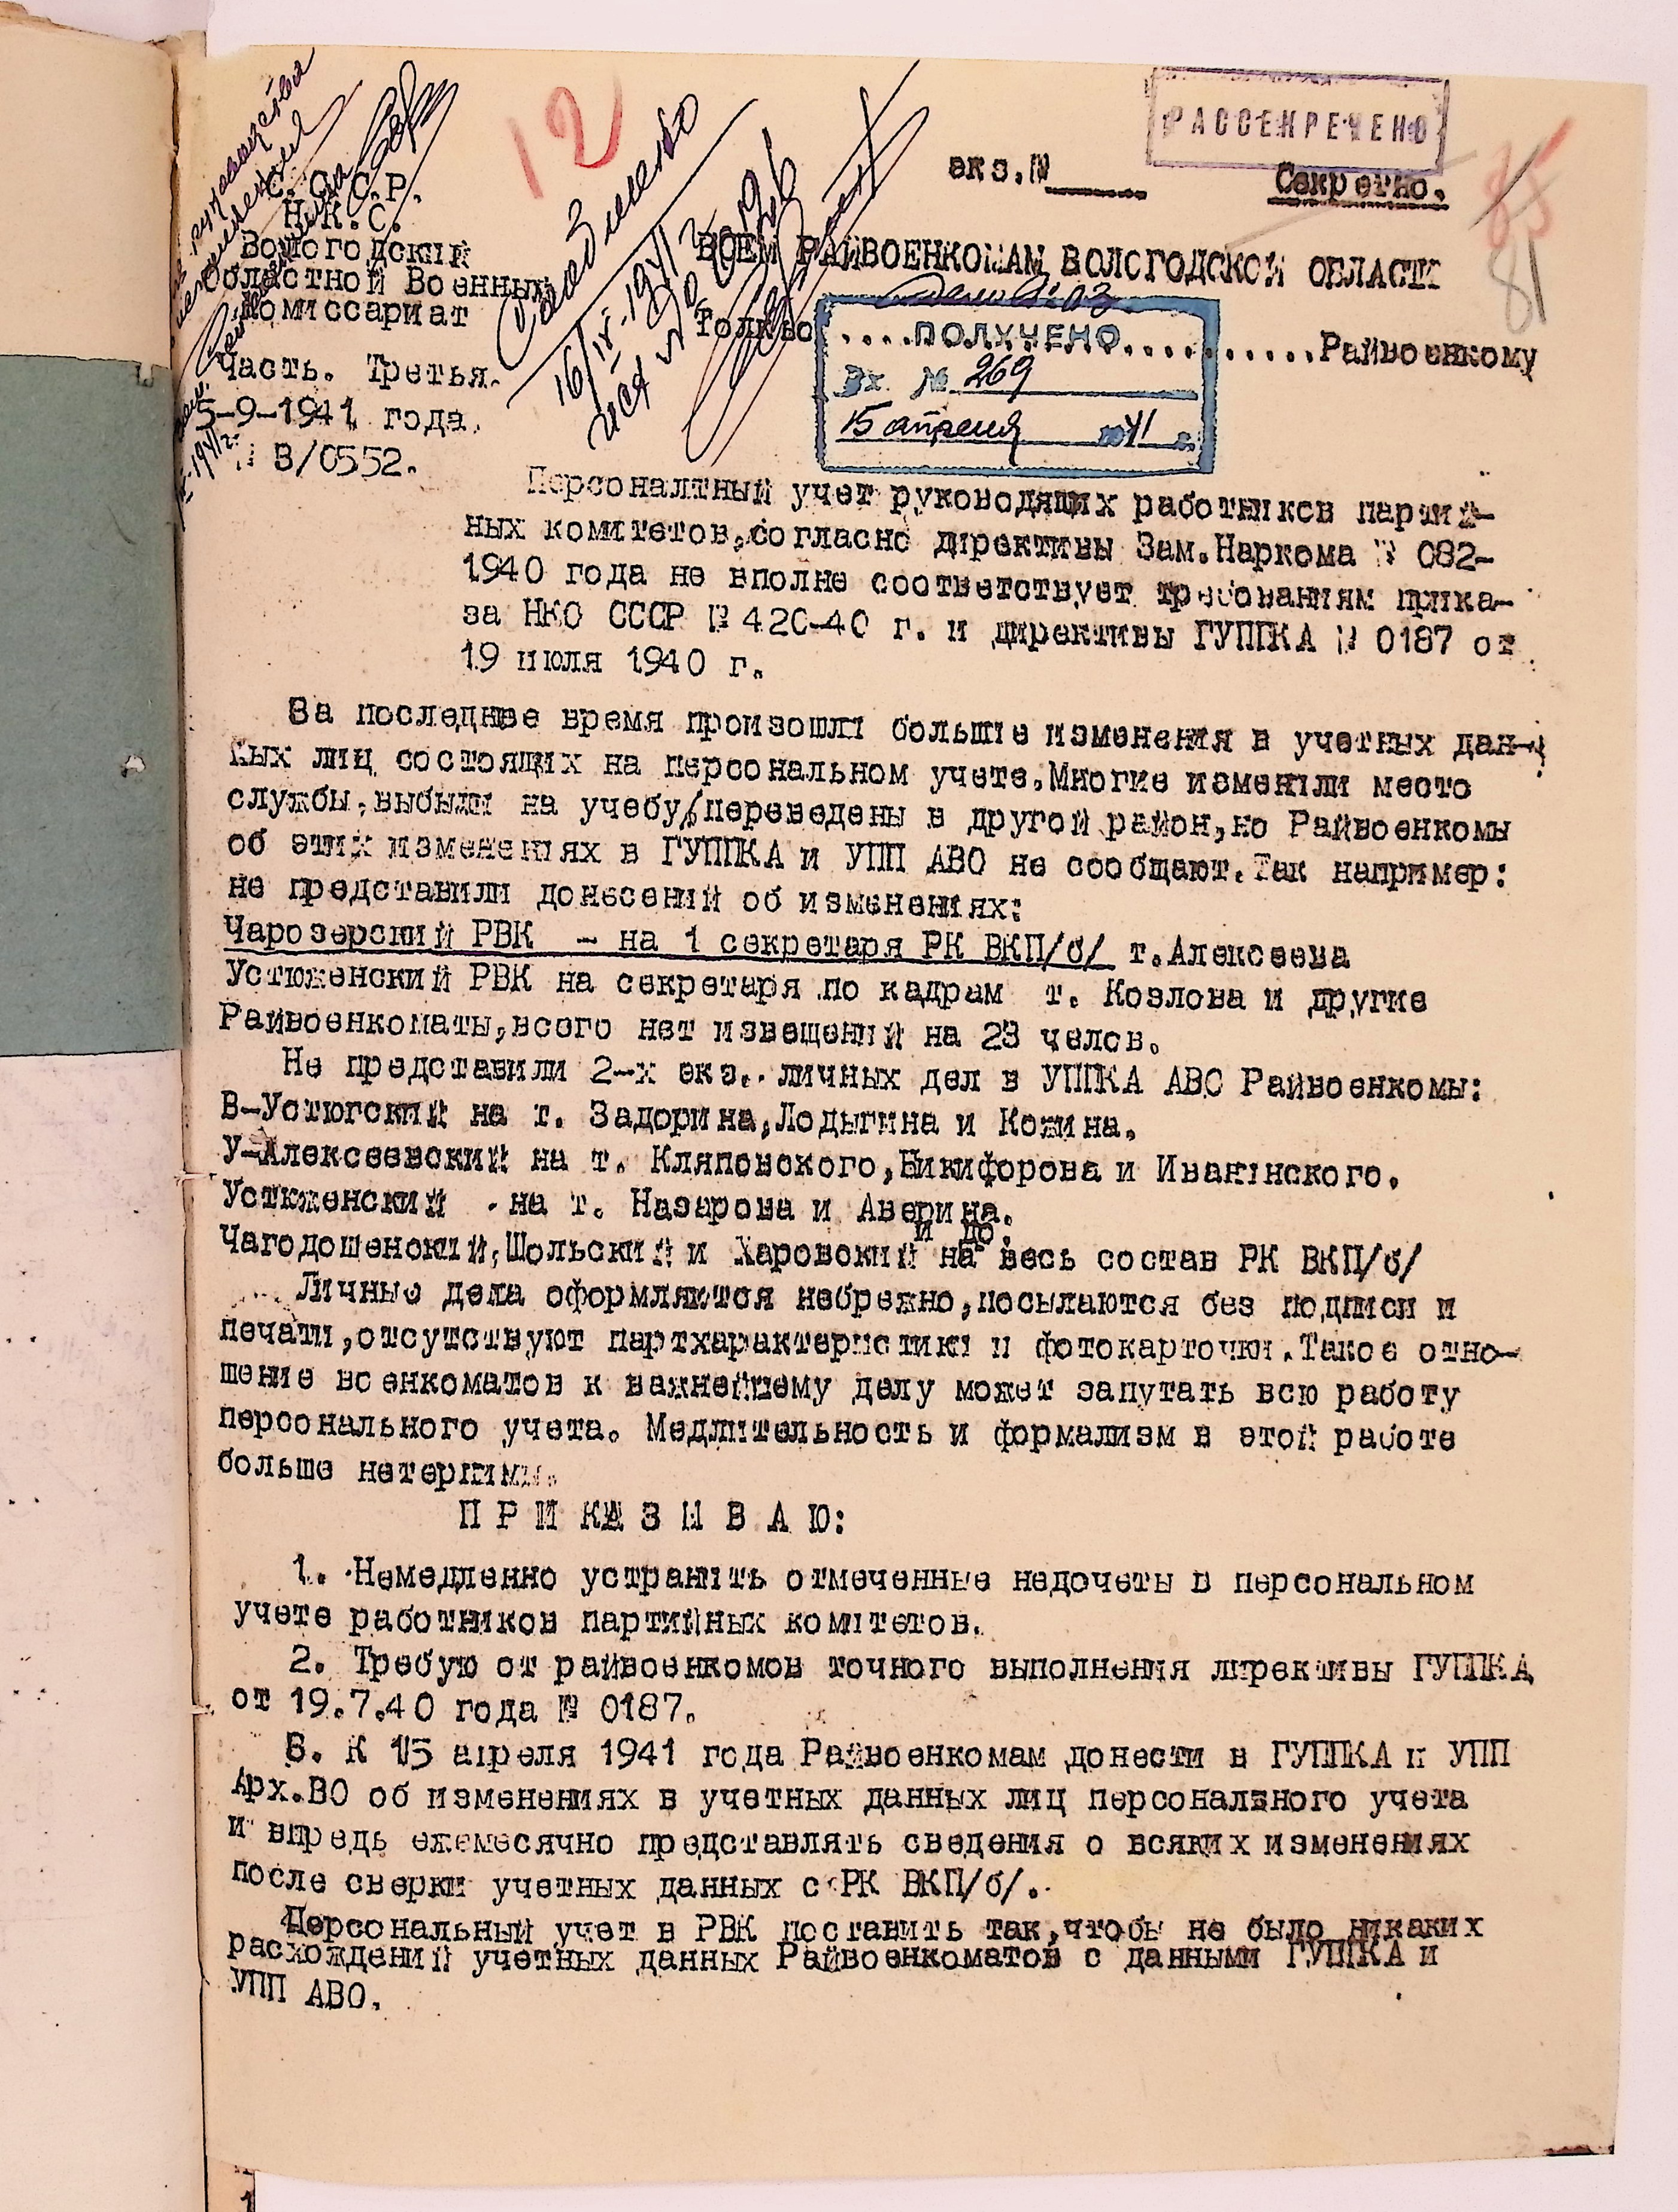 РАССЕКРЕЧЕНО
12
экз.№
Секретно.
85
81
С.С.С.Р.
Н.К.С.
Вологодский
Областной Военный
Комиссариат
Часть. Третья.
5-9-1941 года.
№ 3/0552.
16/IV-1941 г.
ВСЕМ РАЙВОЕНКОМАМ ВОЛОГОДСКОЙ ОБЛАСТИ
Только ....ПОЛУЧЕНО...........Райвоенкому
Вх. № 269
15 апреля 1941 г.
Персоналтный учет руководящих работников партий-
ных комитетов,согласно директивы Зам.Наркома № 082-
1940 года не вполне соответствует требованиям прика-
за НКО СССР № 420-40 г. и директивы ГУППКА № 0187 от
19 июля 1940 г.
За последнее время произошли большие изменения в учетных дан-
ных лиц состоящих на персональном учете.Многие изменили место
службы,выбыли на учебу/переведены в другой район,но Райвоенкомы
об этих изменениях в ГУППКА и УПП АВО не сообщают.Так например:
не представили донесений об изменениях:
Чарозерский РВК - на 1 секретаря РК ВКП/б/ т.Алексеева
Устюженский РВК на секретаря по кадрам т. Козлова и другие
Райвоенкоматы,всего нет извещений на 23 челов.
Не представили 2-х экз. личных дел в УППКА АВО Райвоенкомы:
В-Устюгский на т. Задорина,Лодыгина и Кожина.
У-Алексеевский на т. Кляповского,Никифорова и Иванинского.
Устюженский - на т. Назарова и Аверина.
и до.
Чагодошенский,Шольский и Харовский на весь состав РК ВКП/б/
Личные дела оформляются небрежно,посылаются без подписи и
печати,отсутствуют партхарактеристики и фотокарточки.Такое отно-
шение военкоматов к важнейшему делу может запутать всю работу
персонального учета. Медлительность и формализм в этой работе
больше нетерпимы.
П Р И К А З Ы В А Ю:
1. Немедленно устранить отмеченные недочеты в персональном
учете работников партийных комитетов.
2. Требую от райвоенкомов точного выполнения директивы ГУППКА
от 19.7.40 года № 0187.
3. К 15 апреля 1941 года Райвоенкомам донести в ГУППКА и УПП
Арх.ВО об изменениях в учетных данных лиц персонального учета
и впредь ежемесячно представлять сведения о всяких изменениях
после сверки учетных данных с РК ВКП/б/.
Персональный учет в РВК поставить так,чтобы не было никаких
расхождений учетных данных Райвоенкоматов с данными ГУППКА и
УПП АВО.